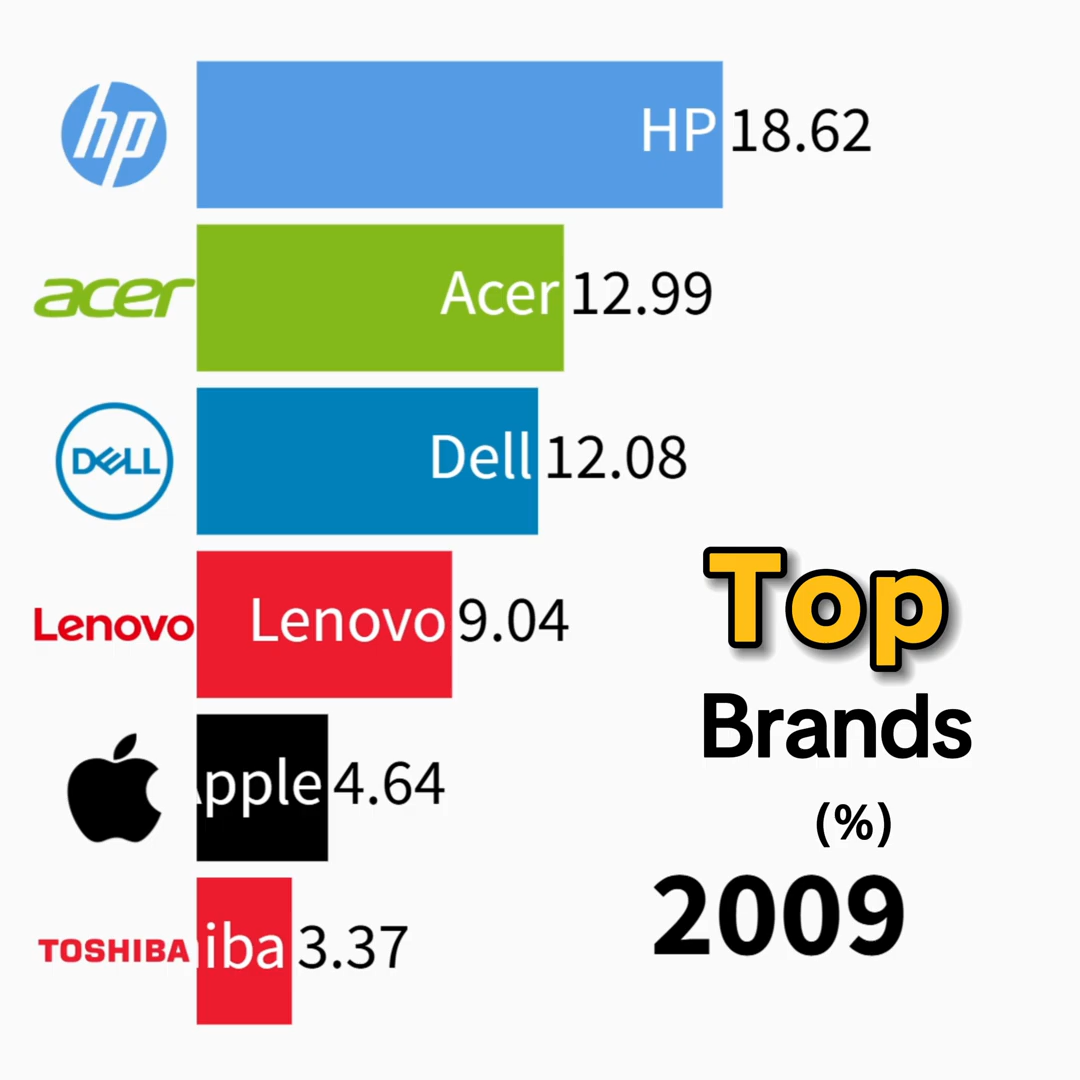 hp
HP 18.62
acer
Acer 12.99
DELL
Dell 12.08
Lenovo
Lenovo 9.04
pple 4.64
TOSHIBA
iba 3.37
Top
Brands
(%)
2009